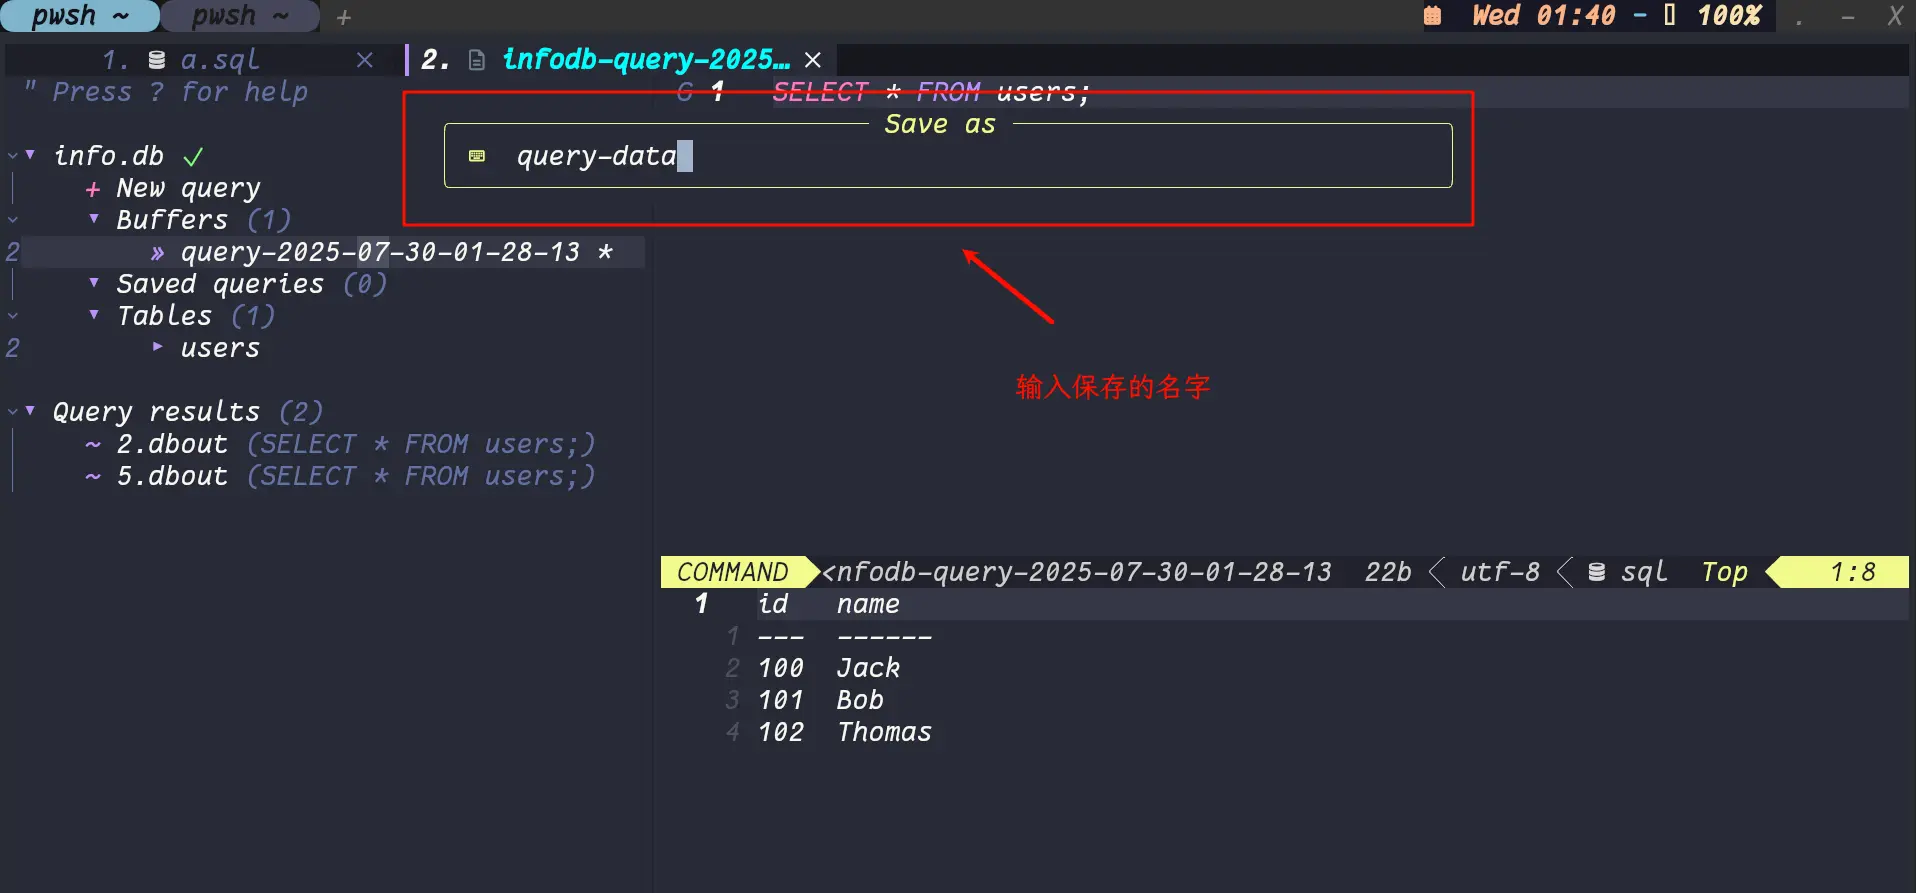 pwsh ~ pwsh ~ + Wed 01:40 - 100% . - X
1. a.sql × 2. infodb-query-2025… ×
" Press ? for help
G 1 SELECT * FROM users;
Save as
query-data
info.db ✓
+ New query
▾ Buffers (1)
2 » query-2025-07-30-01-28-13 *
▾ Saved queries (0)
▾ Tables (1)
2 ▸ users
输入保存的名字
▾ Query results (2)
~ 2.dbout (SELECT * FROM users;)
~ 5.dbout (SELECT * FROM users;)
COMMAND <nfodb-query-2025-07-30-01-28-13 22b utf-8 sql Top 1:8
1 id name
1 --- ------
2 100 Jack
3 101 Bob
4 102 Thomas